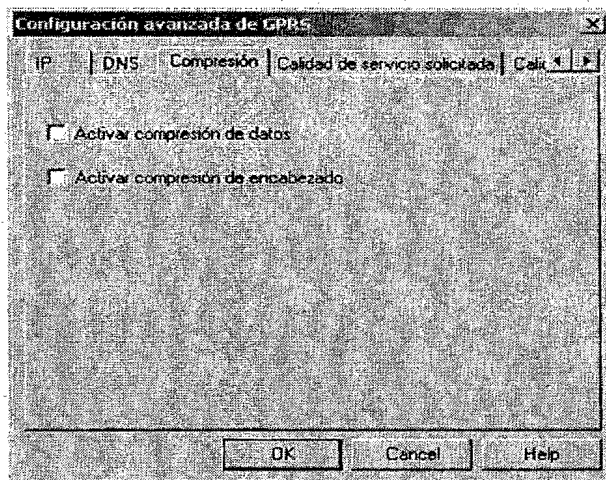 Configuración avanzada de GPRS
IP DNS Compresión Calidad de servicio solicitada Cali
Activar compresión de datos
Activar compresión de encabezado
OK Cancel Help